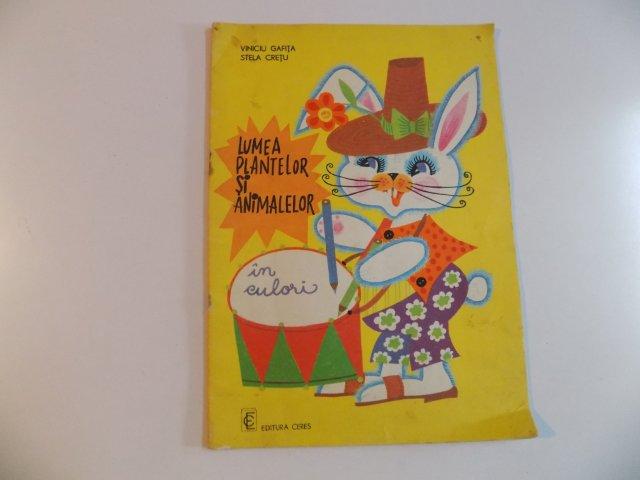 VINICIU GAFIȚA
STELA CREȚU
LUMEA
PLANTELOR
ȘI
ANIMALELOR
în
culori
EDITURA CERES